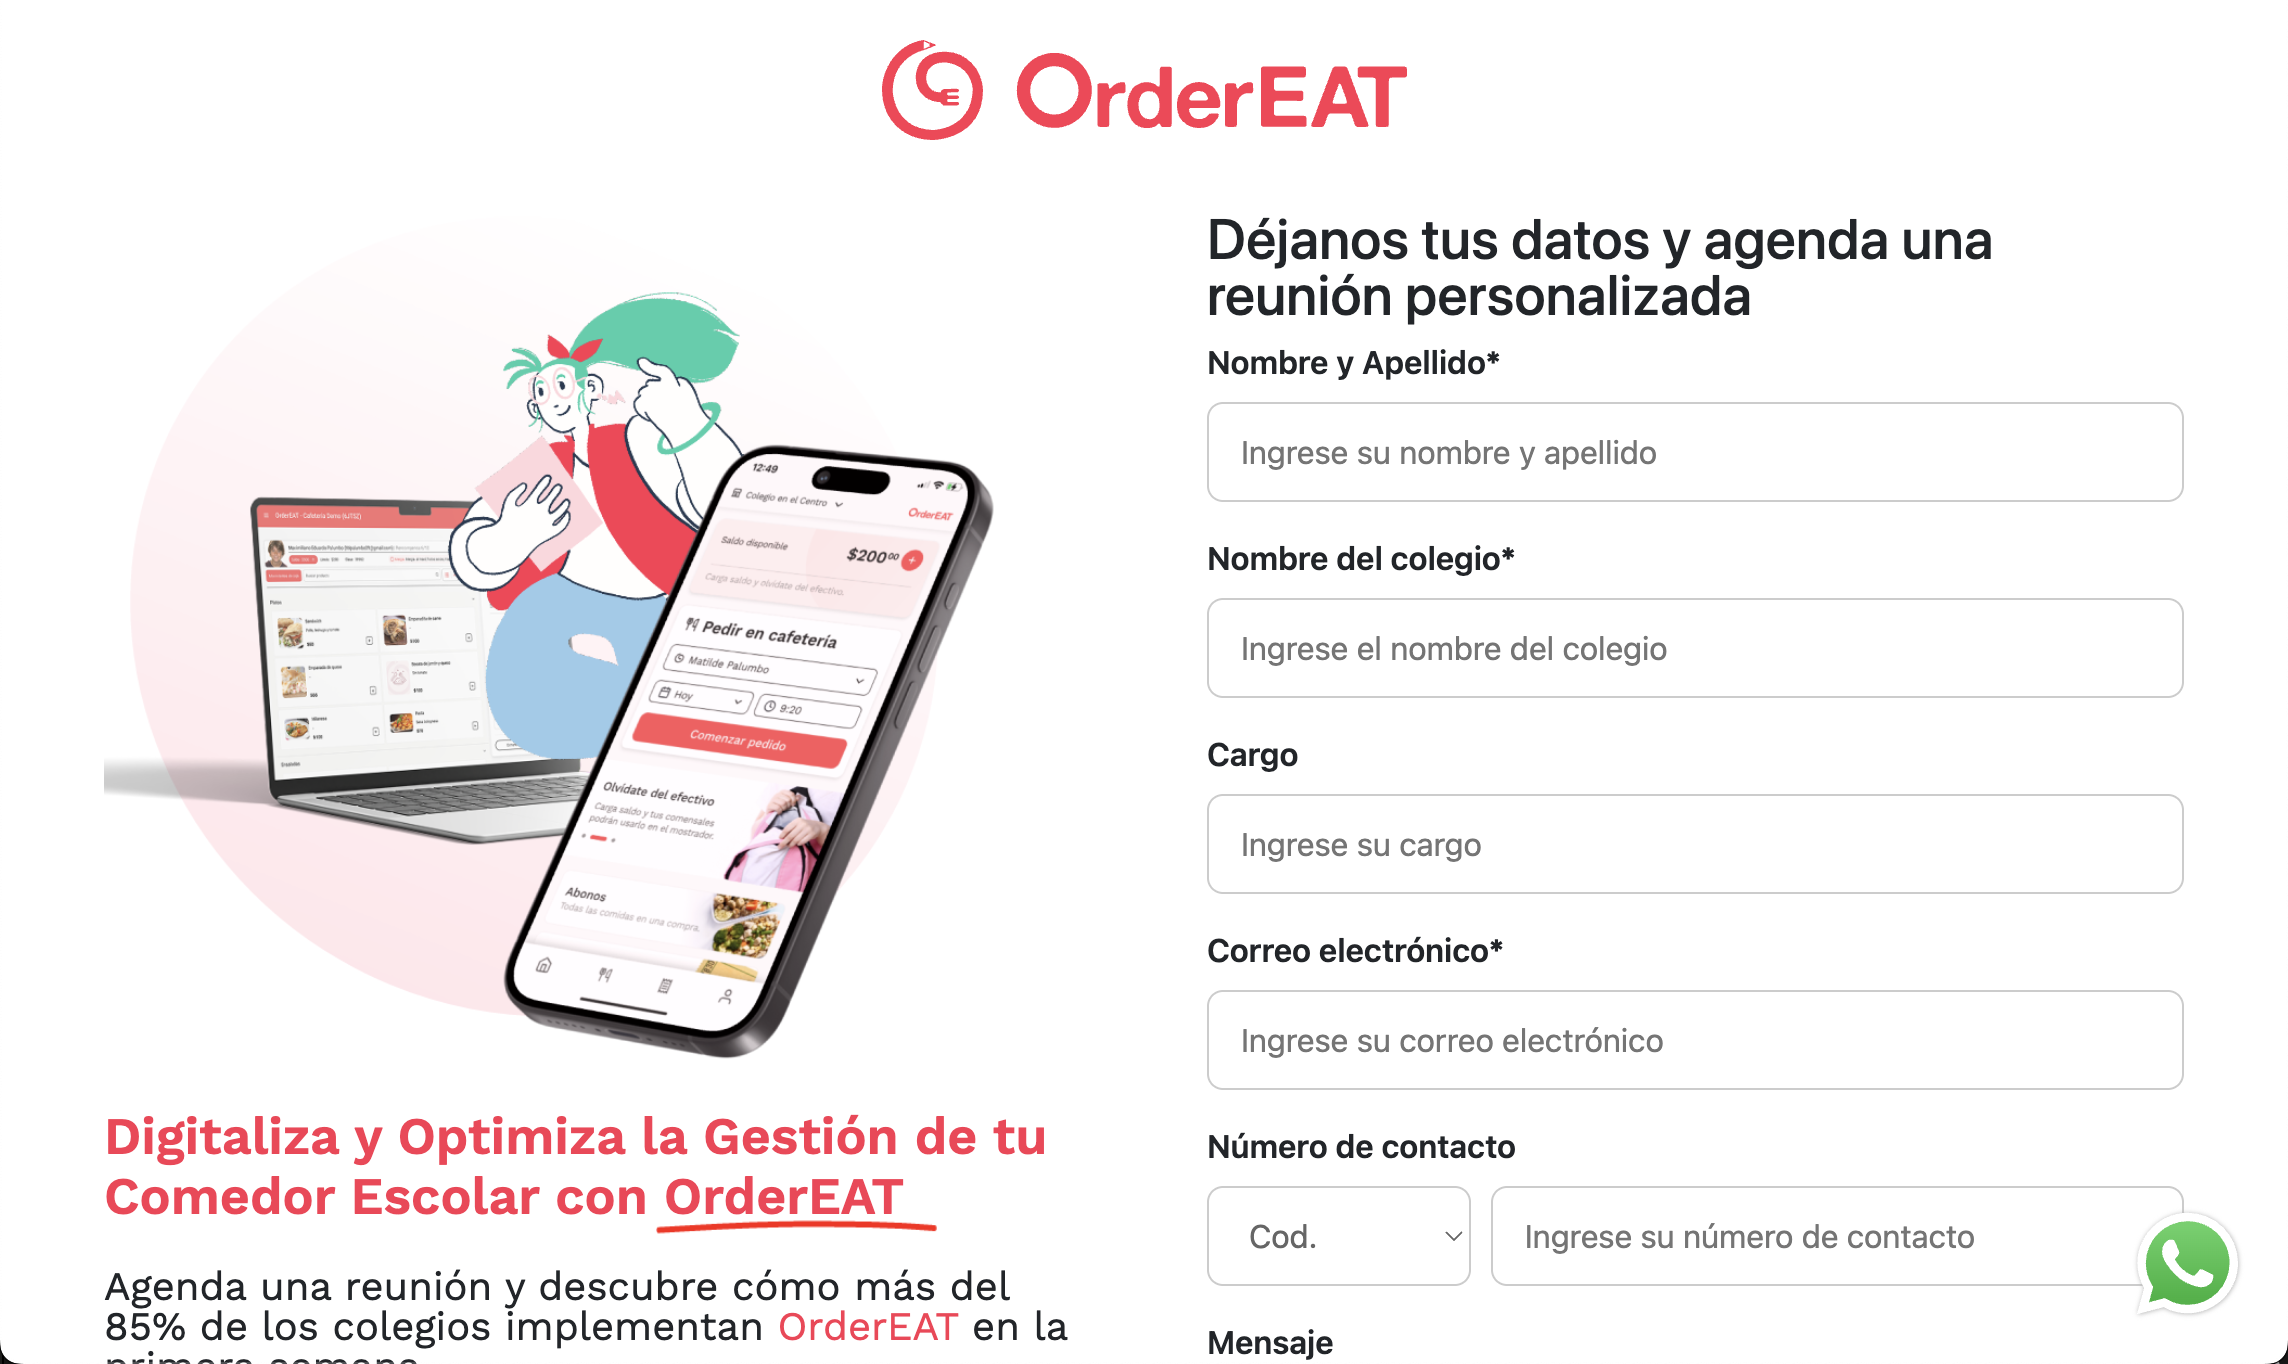 OrderEAT
Déjanos tus datos y agenda una
reunión personalizada
Nombre y Apellido*
Ingrese su nombre y apellido
Nombre del colegio*
Ingrese el nombre del colegio
Cargo
Ingrese su cargo
Correo electrónico*
Ingrese su correo electrónico
Número de contacto
Cod.
Ingrese su número de contacto
Mensaje
12:49
Colegio en el Centro
OrderEAT
Saldo disponible
$200⁰⁰
Carga saldo y olvidate del efectivo.
Pedir en cafetería
Matilde Palumbo
Hoy
9:20
Comenzar pedido
Olvidate del efectivo
Carga saldo y tus comensales
podrán usarlo en el mostrador.
Abonos
Todas las comidas en una compra.
Digitaliza y Optimiza la Gestión de tu
Comedor Escolar con OrderEAT
Agenda una reunión y descubre cómo más del
85% de los colegios implementan OrderEAT en la
primera semana